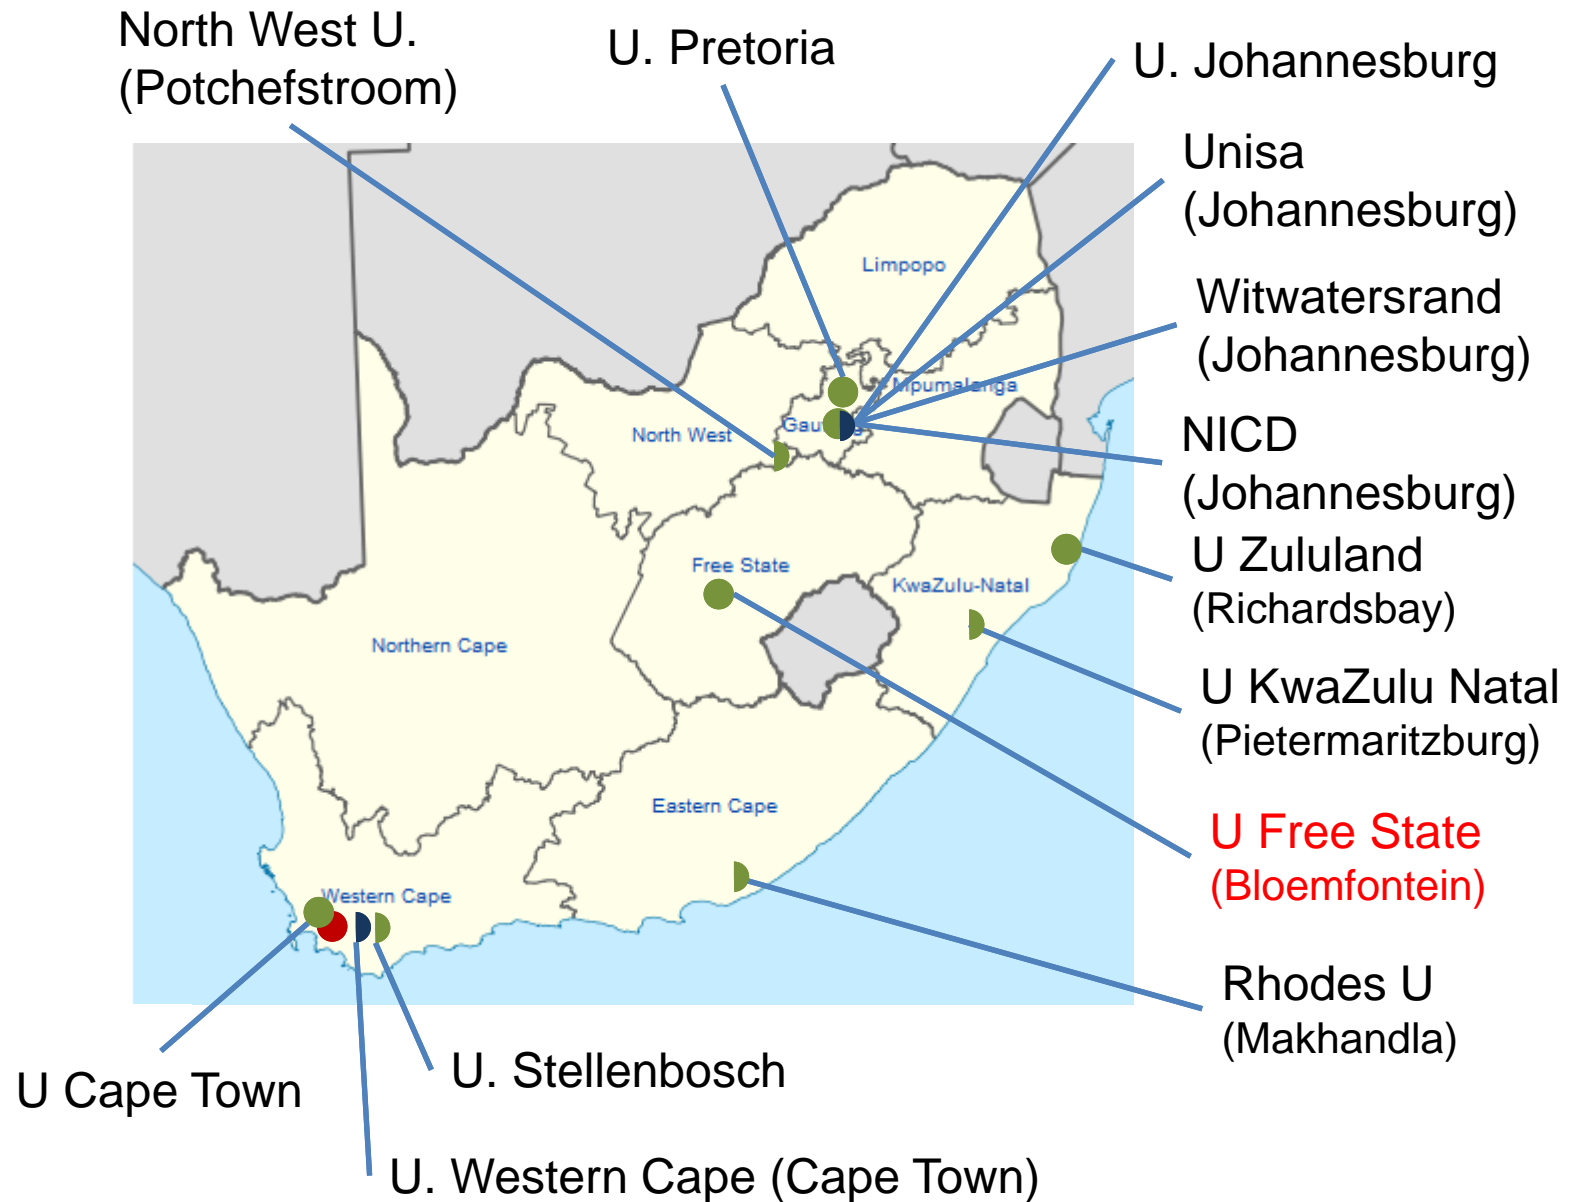 North West U.
(Potchefstroom)
U. Pretoria
U. Johannesburg
Unisa
(Johannesburg)
Witwatersrand
(Johannesburg)
NICD
(Johannesburg)
U Zululand
(Richardsbay)
U KwaZulu Natal
(Pietermaritzburg)
U Free State
(Bloemfontein)
Rhodes U
(Makhandla)
U. Stellenbosch
U Cape Town
U. Western Cape (Cape Town)
Limpopo
Mpumalanga
North West
Free State
KwaZulu-Natal
Northern Cape
Eastern Cape
Western Cape